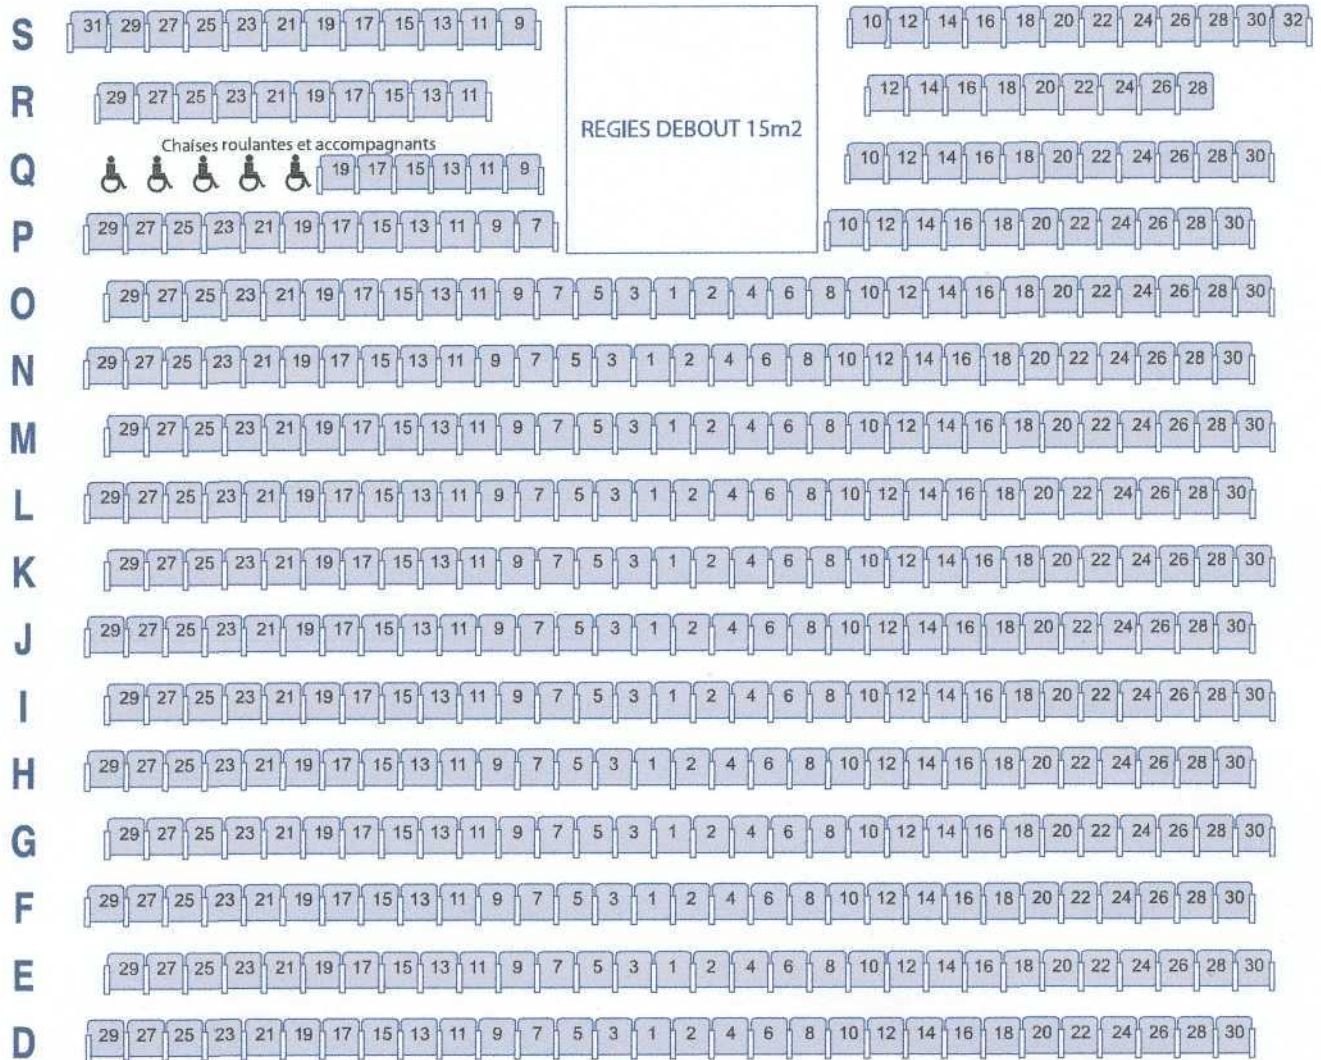 S 31 29 27 25 23 21 19 17 15 13 11 9 10 12 14 16 18 20 22 24 26 28 30 32
R 29 27 25 23 21 19 17 15 13 11 12 14 16 18 20 22 24 26 28
REGIES DEBOUT 15m2
Chaises roulantes et accompagnants
Q 19 17 15 13 11 9 10 12 14 16 18 20 22 24 26 28 30
P 29 27 25 23 21 19 17 15 13 11 9 7 10 12 14 16 18 20 22 24 26 28 30
O 29 27 25 23 21 19 17 15 13 11 9 7 5 3 1 2 4 6 8 10 12 14 16 18 20 22 24 26 28 30
N 29 27 25 23 21 19 17 15 13 11 9 7 5 3 1 2 4 6 8 10 12 14 16 18 20 22 24 26 28 30
M 29 27 25 23 21 19 17 15 13 11 9 7 5 3 1 2 4 6 8 10 12 14 16 18 20 22 24 26 28 30
L 29 27 25 23 21 19 17 15 13 11 9 7 5 3 1 2 4 6 8 10 12 14 16 18 20 22 24 26 28 30
K 29 27 25 23 21 19 17 15 13 11 9 7 5 3 1 2 4 6 8 10 12 14 16 18 20 22 24 26 28 30
J 29 27 25 23 21 19 17 15 13 11 9 7 5 3 1 2 4 6 8 10 12 14 16 18 20 22 24 26 28 30
I 29 27 25 23 21 19 17 15 13 11 9 7 5 3 1 2 4 6 8 10 12 14 16 18 20 22 24 26 28 30
H 29 27 25 23 21 19 17 15 13 11 9 7 5 3 1 2 4 6 8 10 12 14 16 18 20 22 24 26 28 30
G 29 27 25 23 21 19 17 15 13 11 9 7 5 3 1 2 4 6 8 10 12 14 16 18 20 22 24 26 28 30
F 29 27 25 23 21 19 17 15 13 11 9 7 5 3 1 2 4 6 8 10 12 14 16 18 20 22 24 26 28 30
E 29 27 25 23 21 19 17 15 13 11 9 7 5 3 1 2 4 6 8 10 12 14 16 18 20 22 24 26 28 30
D 29 27 25 23 21 19 17 15 13 11 9 7 5 3 1 2 4 6 8 10 12 14 16 18 20 22 24 26 28 30